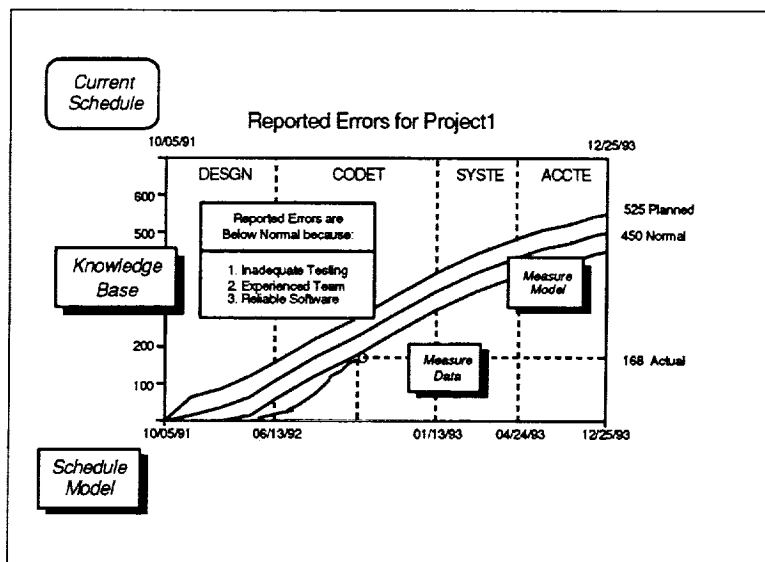 Current
Schedule
Reported Errors for Project1
10/05/91 12/25/93
DESGN CODET SYSTE ACCTE
600
500
200
100
Reported Errors are
Below Normal because:
1. Inadequate Testing
2. Experienced Team
3. Reliable Software
525 Planned
450 Normal
Knowledge
Base
Measure
Model
Measure
Data
168 Actual
10/05/91 06/13/92 01/13/93 04/24/93 12/25/93
Schedule
Model